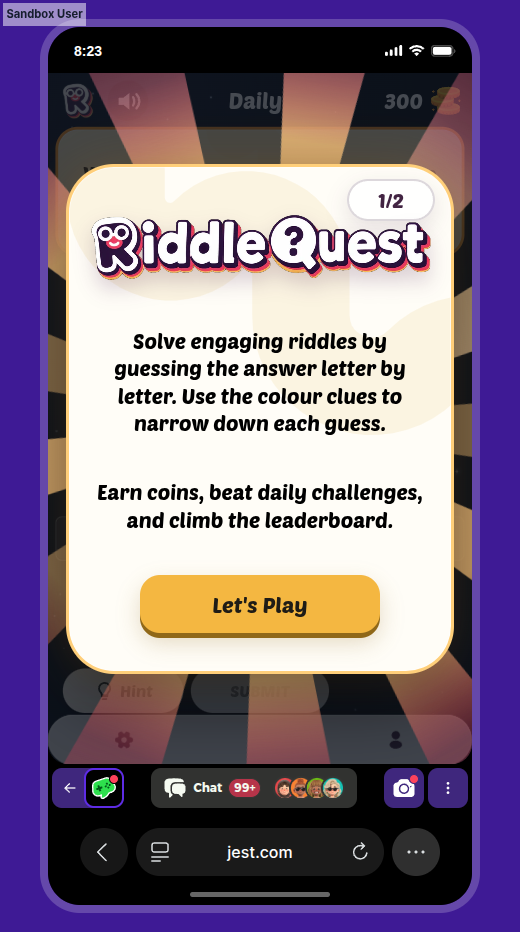 Sandbox User
8:23
Daily
300
1/2
RiddleQuest
Solve engaging riddles by
guessing the answer letter by
letter. Use the colour clues to
narrow down each guess.
Earn coins, beat daily challenges,
and climb the leaderboard.
Let's Play
Hint
SUBMIT
Chat 99+
jest.com